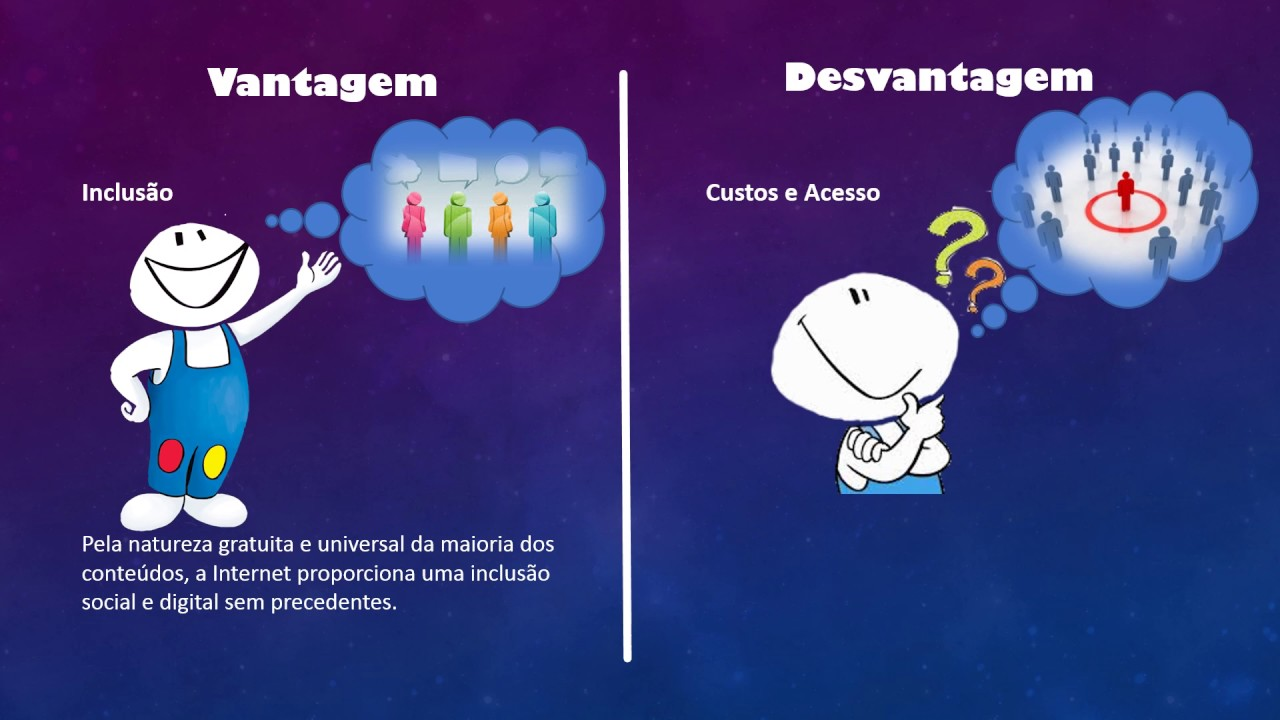 Vantagem
Inclusão
Pela natureza gratuita e universal da maioria dos
conteúdos, a Internet proporciona uma inclusão
social e digital sem precedentes.
Desvantagem
Custos e Acesso